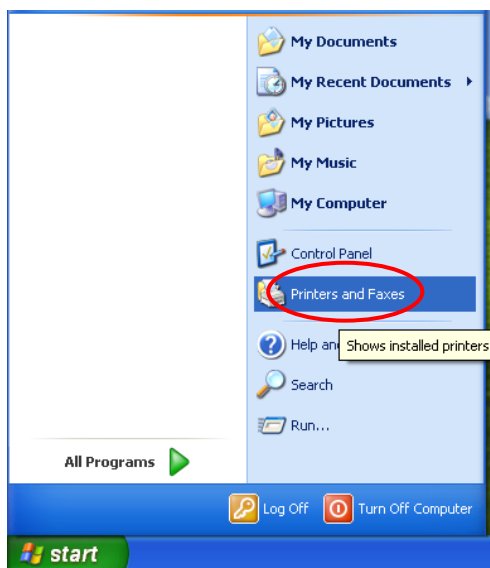 My Documents
My Recent Documents
My Pictures
My Music
My Computer
Control Panel
Printers and Faxes
Help an
Shows installed printers
Search
Run...
All Programs
Log Off
Turn Off Computer
start